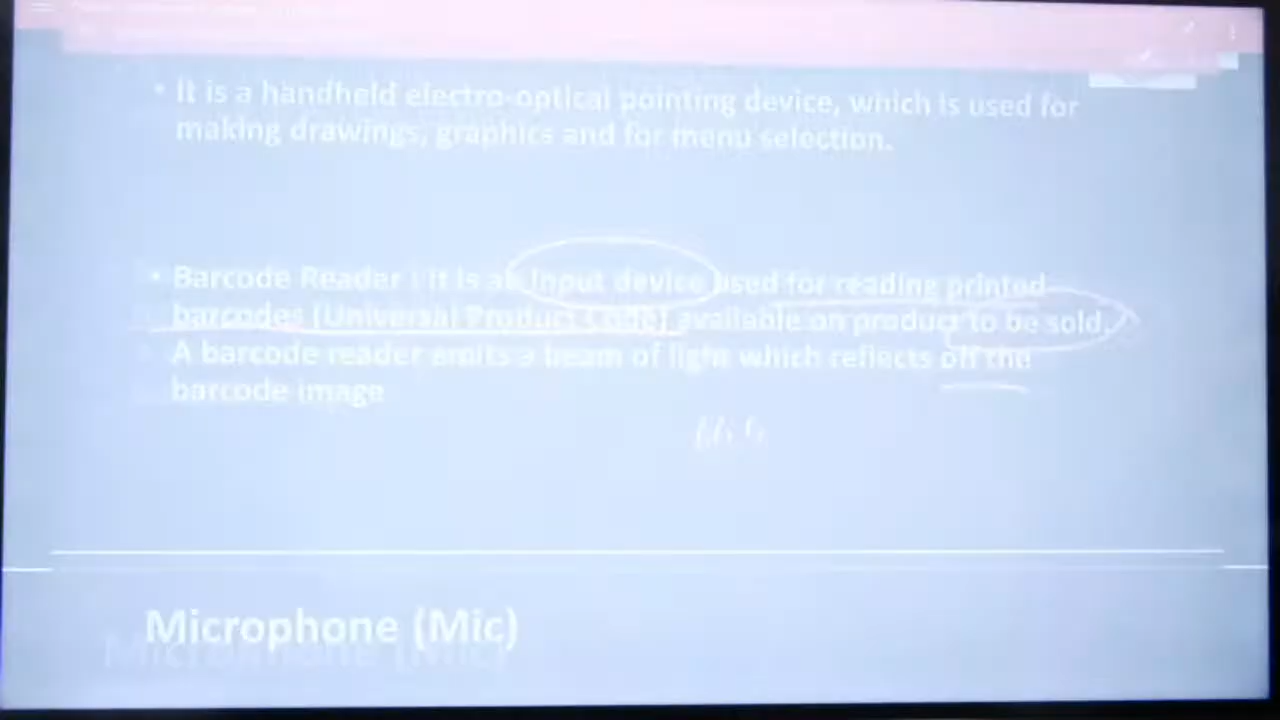 • It is a handheld electro-optical pointing device, which is used for
making drawings, graphics and for menu selection.
• Barcode Reader : It is an Input device used for reading printed
barcodes (Universal Product Code) available on product to be sold.
A barcode reader emits a beam of light which reflects off the
barcode image
Microphone (Mic)
Microphone (Mic)